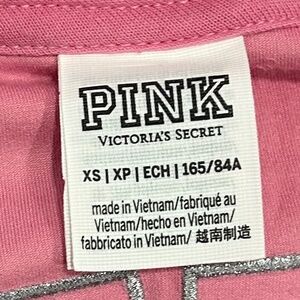 PINK
VICTORIA'S SECRET
XS | XP | ECH | 165/84A
made in Vietnam/fabriqué au
Vietnam/hecho en Vietnam/
fabbricato in Vietnam/ 越南制造